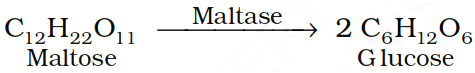 Maltase
C₁₂H₂₂O₁₁ ⟶ 2 C₆H₁₂O₆
Maltose Glucose